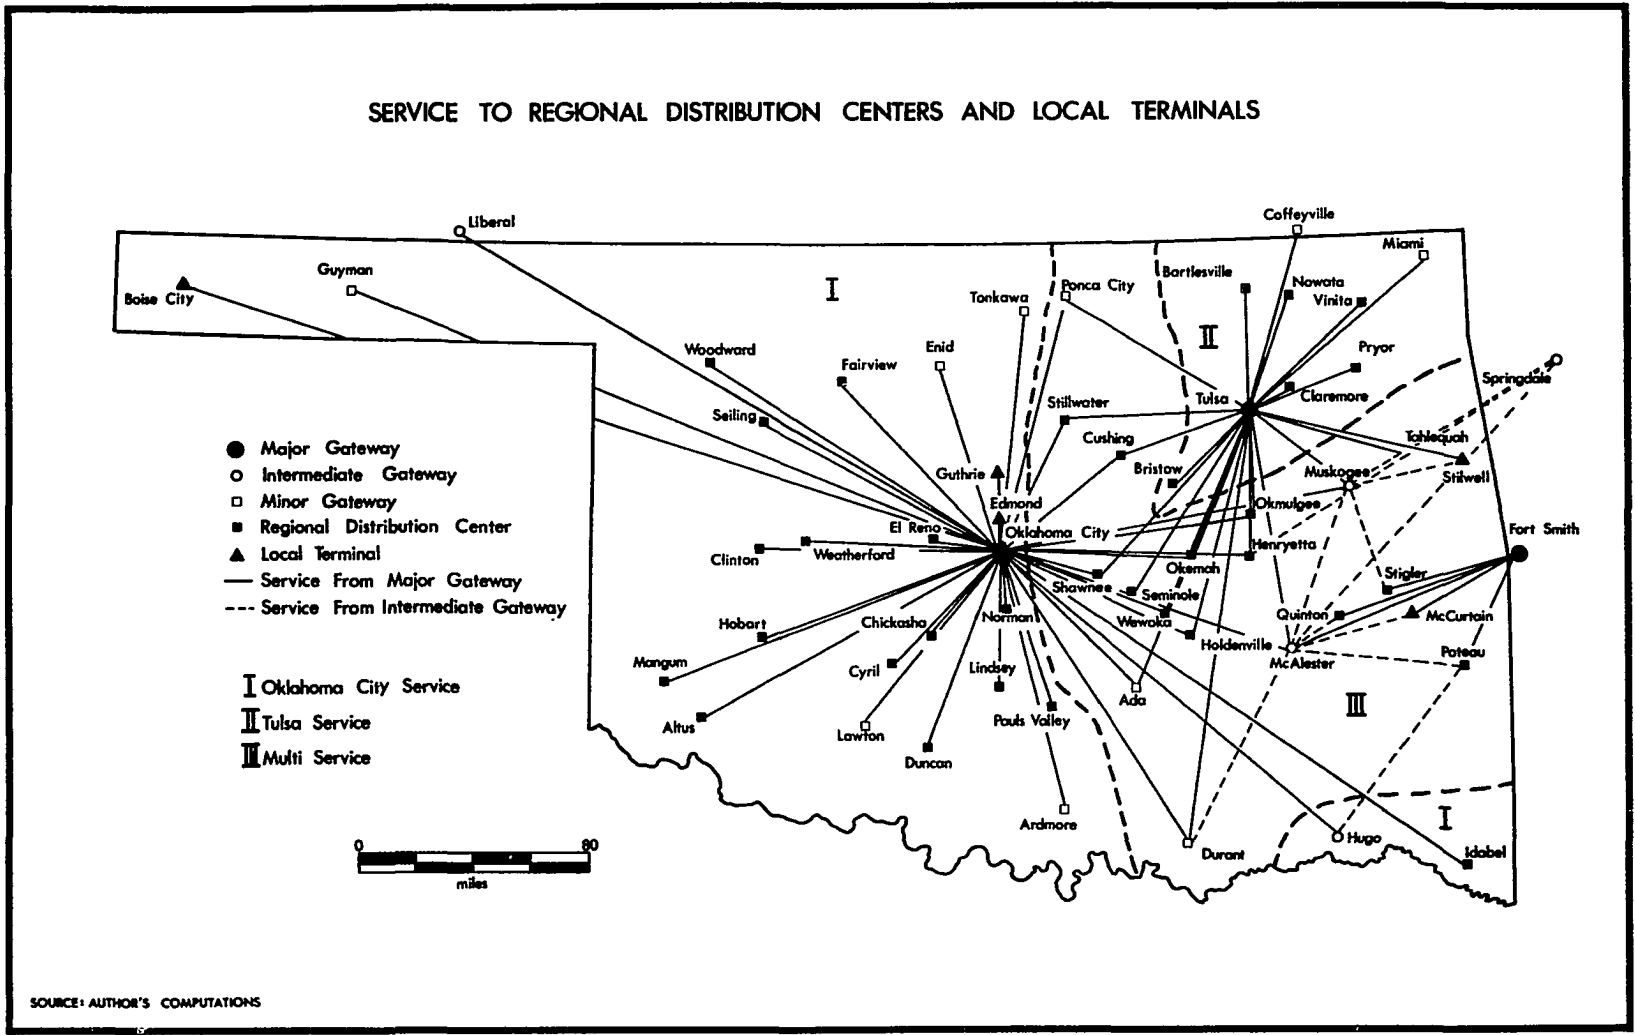 SERVICE TO REGIONAL DISTRIBUTION CENTERS AND LOCAL TERMINALS
Liberal
Coffeyville
Miami
Guyman
Boise City
I
Tonkawa
Ponca City
Bartlesville
Nowata
Vinita
II
Woodward
Fairview
Enid
Pryor
Springdale
Seiling
Stillwater
Tulsa
Claremore
Cushing
Tahlequah
Guthrie
Bristow
Muskogee
Stilwell
Edmond
Okmulgee
El Reno
Oklahoma City
Fort Smith
Clinton
Weatherford
Henryetta
Okemah
Shawnee
Stigler
Seminole
Hobart
Chickasha
Norman
Wewoka
Quinton
McCurtain
Holdenville
Mangum
Cyril
Lindsey
McAlester
Poteau
Altus
Lawton
Pauls Valley
Ada
III
Duncan
Ardmore
Durant
Hugo
I
Idabel
Major Gateway
Intermediate Gateway
Minor Gateway
Regional Distribution Center
Local Terminal
Service From Major Gateway
Service From Intermediate Gateway
I Oklahoma City Service
II Tulsa Service
III Multi Service
0 80
miles
SOURCE: AUTHOR'S COMPUTATIONS